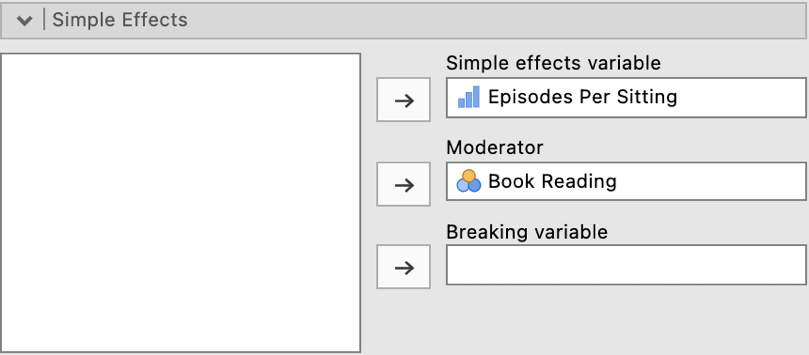 Simple Effects
Simple effects variable
Episodes Per Sitting
Moderator
Book Reading
Breaking variable